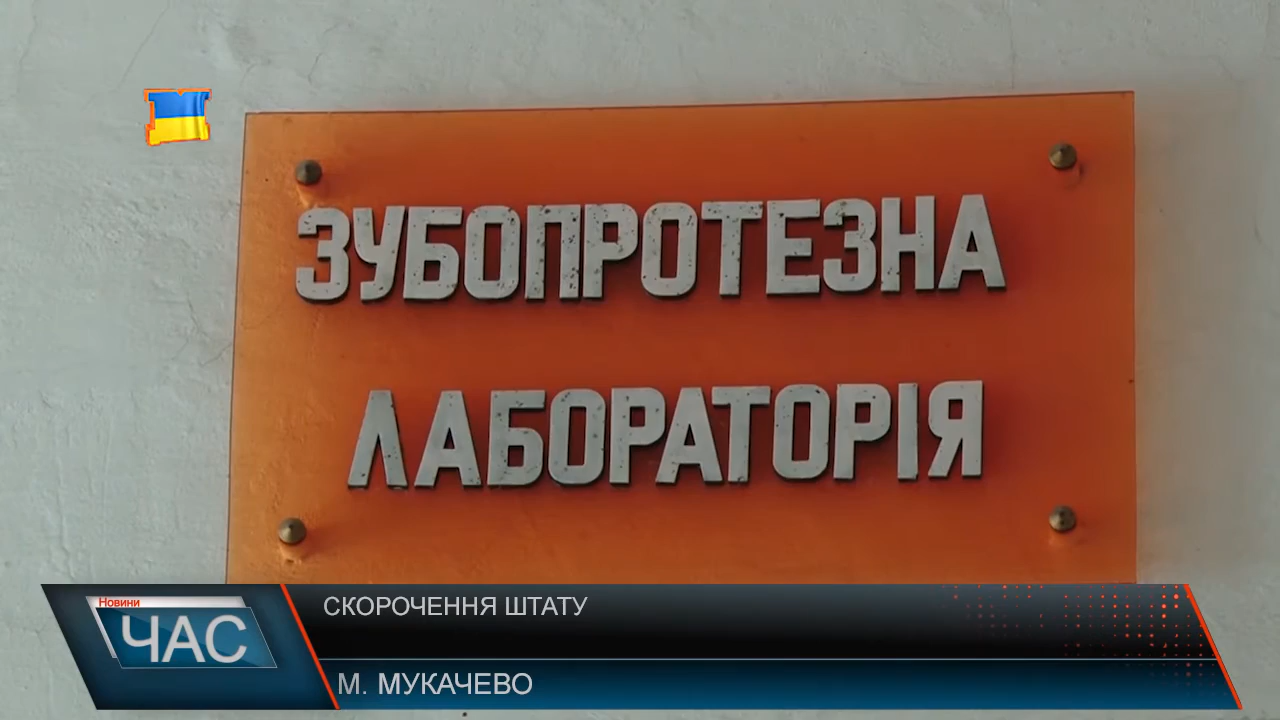 ЗУБОПРОТЕЗНА
ЛАБОРАТОРІЯ
Новини
ЧАС
СКОРОЧЕННЯ ШТАТУ
М. МУКАЧЕВО